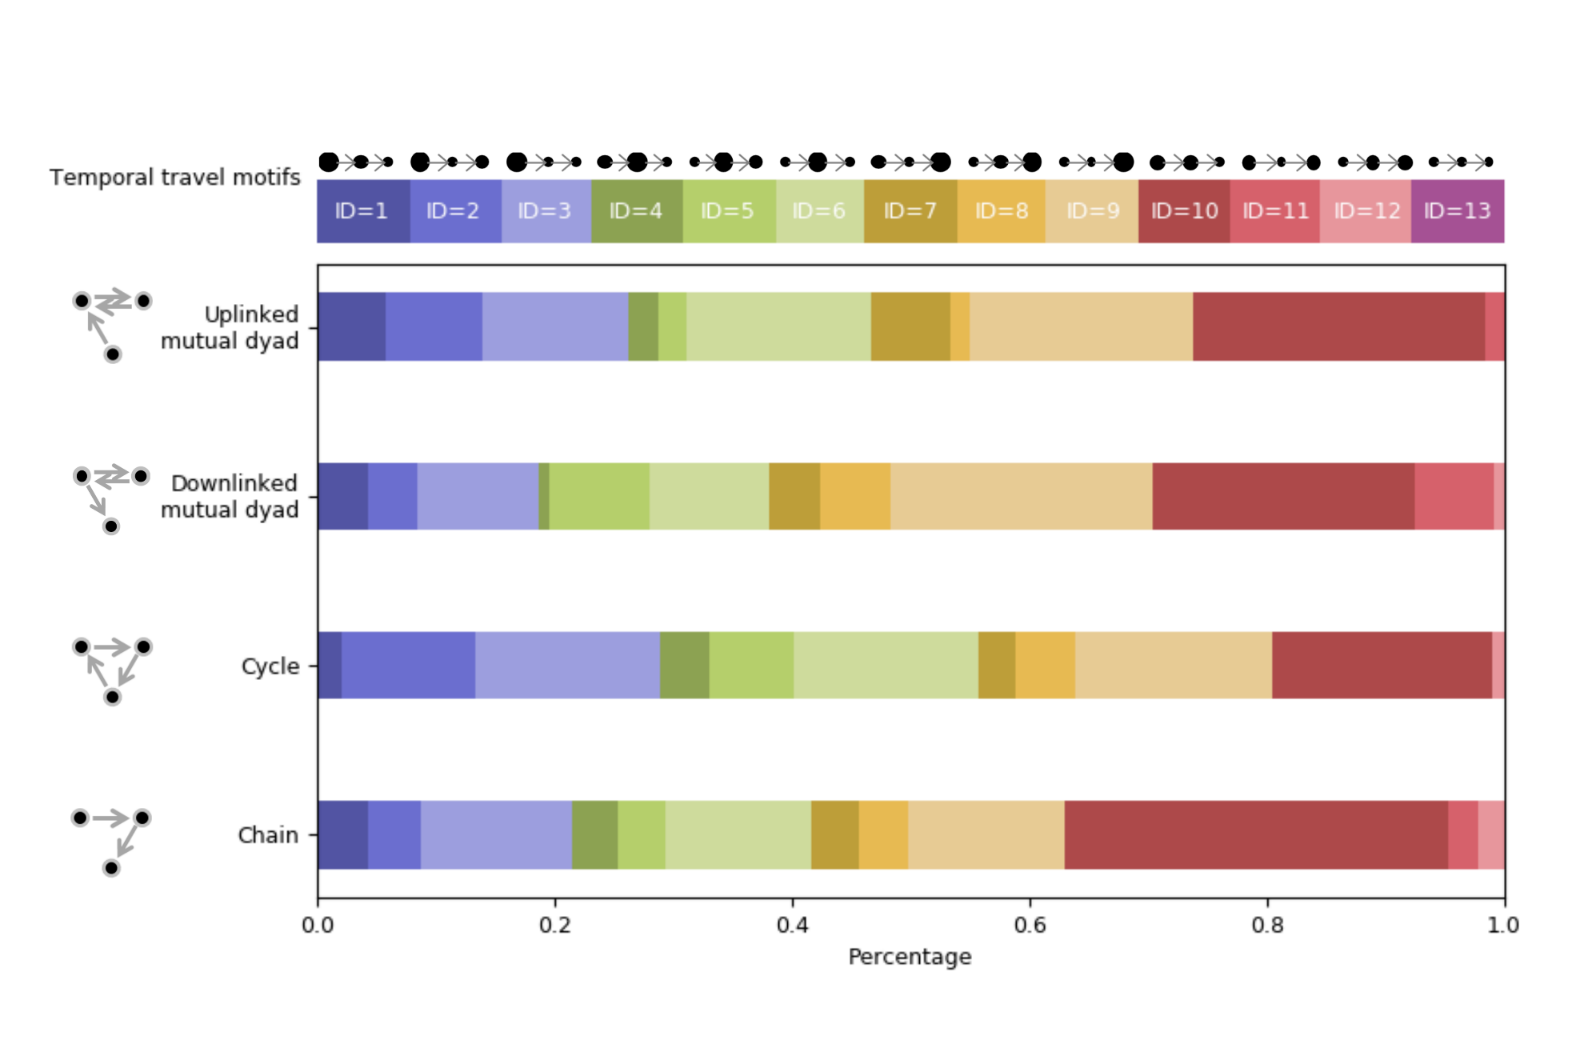 Temporal travel motifs
ID=1 ID=2 ID=3 ID=4 ID=5 ID=6 ID=7 ID=8 ID=9 ID=10 ID=11 ID=12 ID=13
Uplinked
mutual dyad
Downlinked
mutual dyad
Cycle
Chain
0.0 0.2 0.4 0.6 0.8 1.0
Percentage